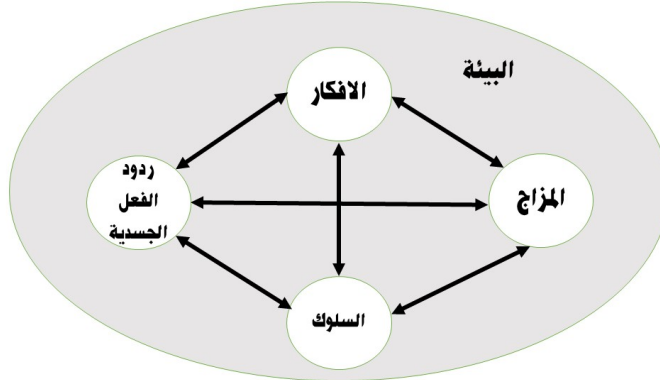 البيئة
الافكار
المزاج
ردود
الفعل
الجسدية
السلوك